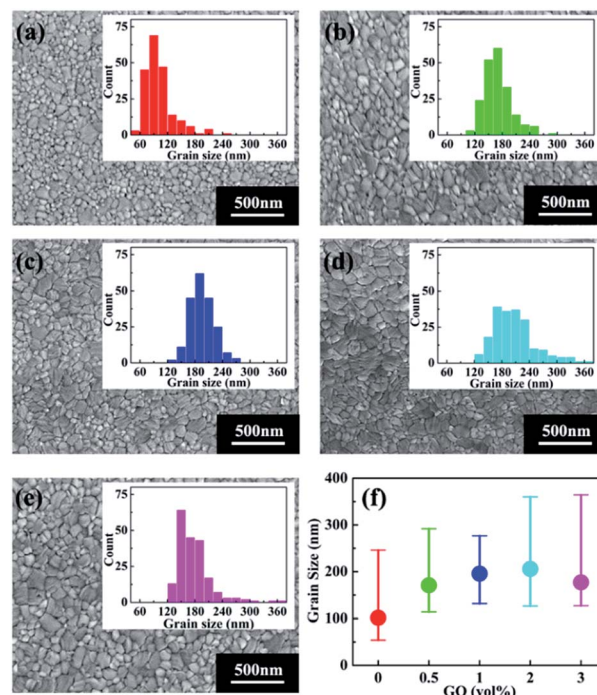 (a)
75
50
25
0
Count
60 120 180 240 300 360
Grain size (nm)
500nm
(b)
75
50
25
0
Count
60 120 180 240 300 360
Grain size (nm)
500nm
(c)
75
50
25
0
Count
60 120 180 240 300 360
Grain size (nm)
500nm
(d)
75
50
25
0
Count
60 120 180 240 300 360
Grain size (nm)
500nm
(e)
75
50
25
0
Count
60 120 180 240 300 360
Grain size (nm)
500nm
(f)
400
300
200
100
0
Grain Size (nm)
0 0.5 1 2 3
GO (vol%)